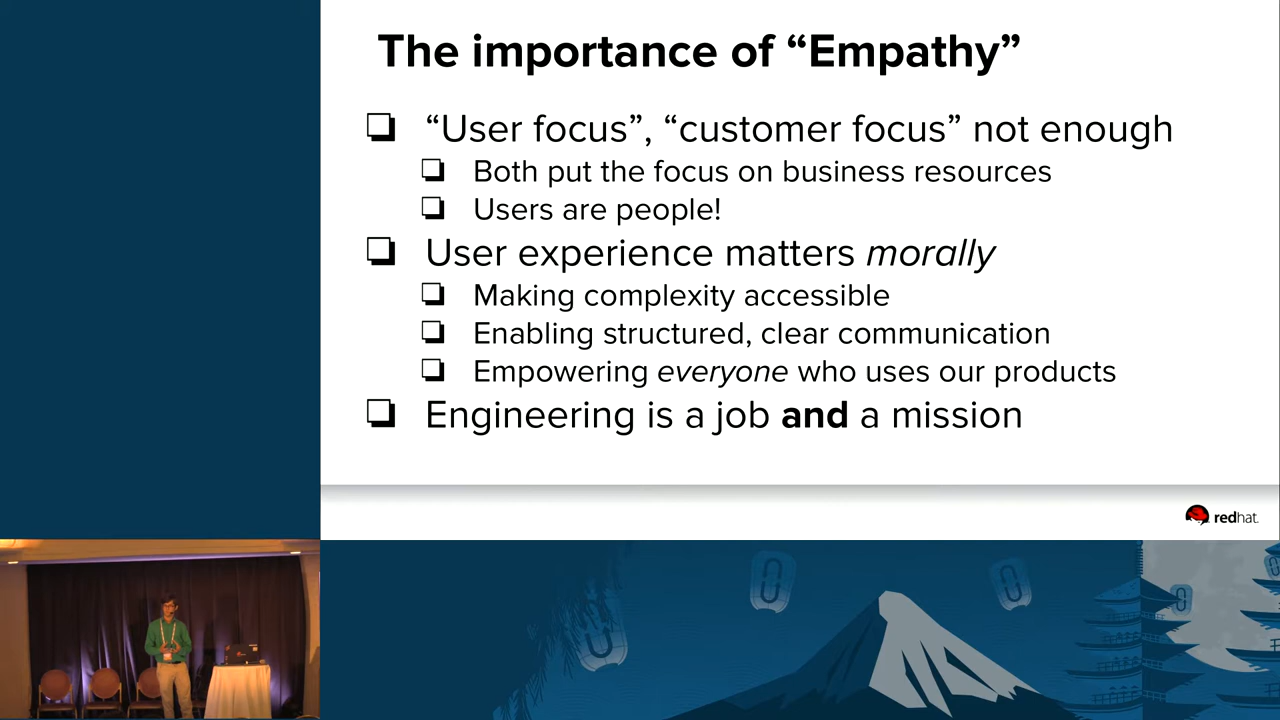 The importance of “Empathy”
❏ “User focus”, “customer focus” not enough
❏ Both put the focus on business resources
❏ Users are people!
❏ User experience matters morally
❏ Making complexity accessible
❏ Enabling structured, clear communication
❏ Empowering everyone who uses our products
❏ Engineering is a job and a mission
redhat.